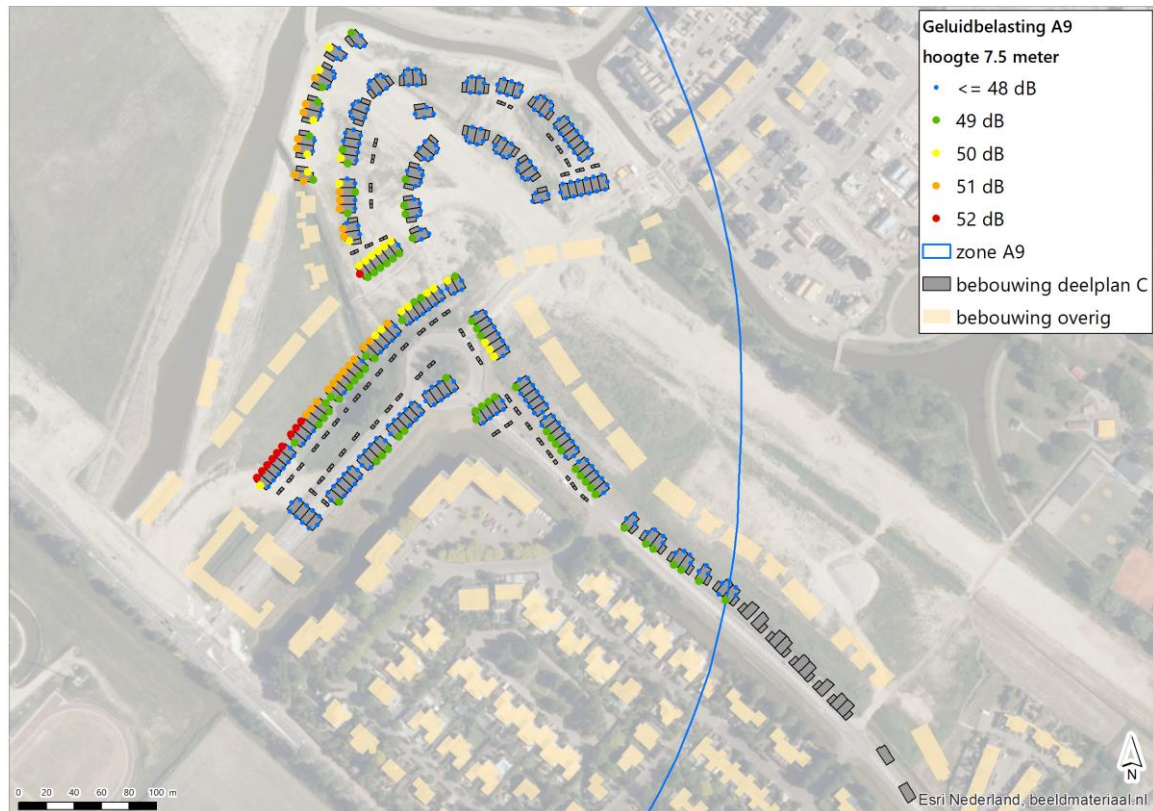 Geluidbelasting A9
hoogte 7.5 meter
<= 48 dB
49 dB
50 dB
51 dB
52 dB
zone A9
bebouwing deelplan C
bebouwing overig
0 20 40 60 80 100 m
N
Esri Nederland, beeldmateriaal.nl